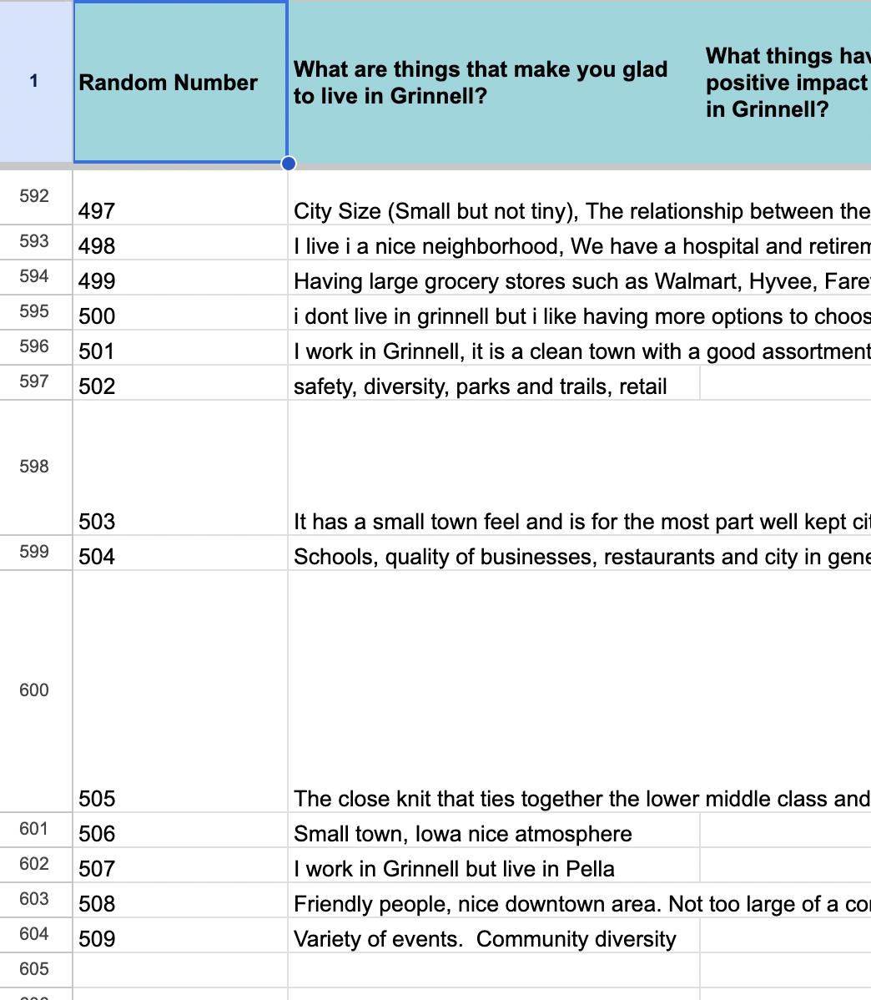 1
Random Number
What are things that make you glad
to live in Grinnell?
What things
positive impact
in Grinnell?
592
497
City Size (Small but not tiny), The relationship between the
593
498
I live i a nice neighborhood, We have a hospital and
594
499
Having large grocery stores such as Walmart, Hyvee,
595
500
i dont live in grinnell but i like having more options to
596
501
I work in Grinnell, it is a clean town with a good assortment
597
502
safety, diversity, parks and trails, retail
598
503
It has a small town feel and is for the most part well kept
599
504
Schools, quality of businesses, restaurants and city in
600
505
The close knit that ties together the lower middle class and
601
506
Small town, Iowa nice atmosphere
602
507
I work in Grinnell but live in Pella
603
508
Friendly people, nice downtown area. Not too large of a
604
509
Variety of events.  Community diversity
605